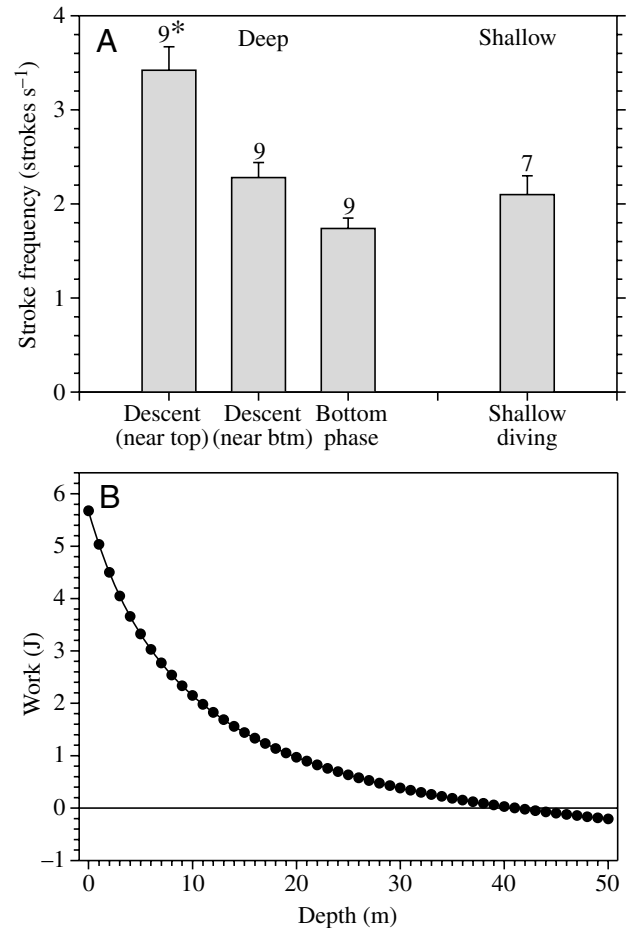 A
Deep
Shallow
9*
9
9
7
Stroke frequency (strokes s⁻¹)
4
3
2
1
0
Descent (near top)
Descent (near btm)
Bottom phase
Shallow diving
B
Work (J)
6
5
4
3
2
1
0
–1
0
10
20
30
40
50
Depth (m)